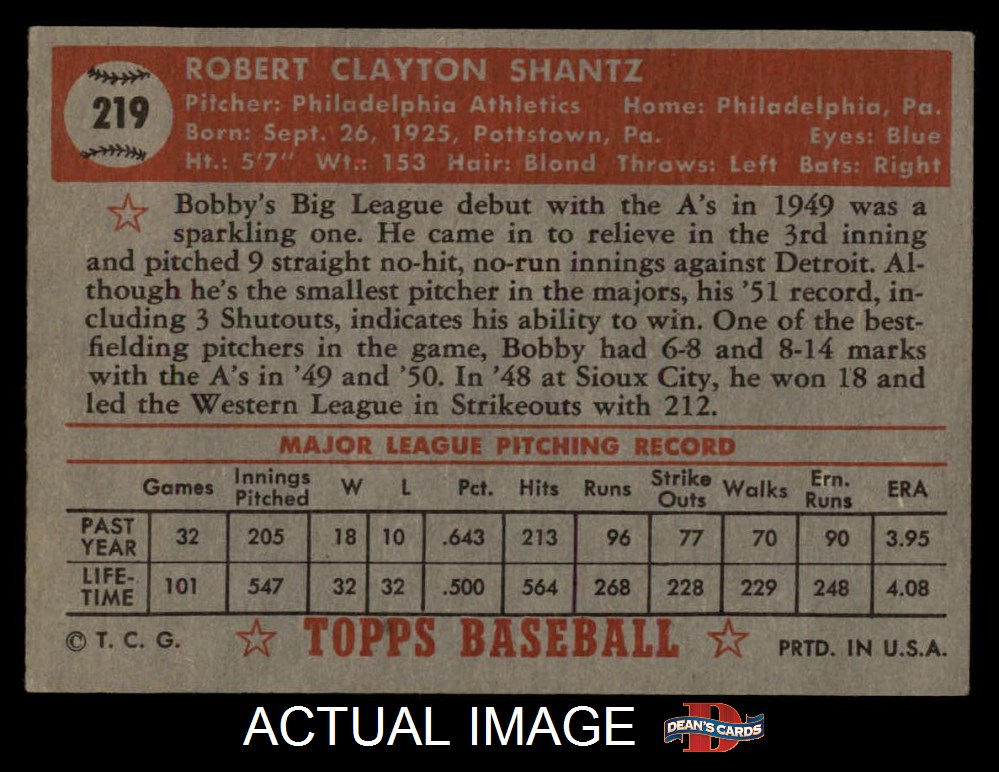 219
ROBERT CLAYTON SHANTZ
Pitcher: Philadelphia Athletics Home: Philadelphia, Pa.
Born: Sept. 26, 1925, Pottstown, Pa. Eyes: Blue
Ht.: 5'7" Wt.: 153 Hair: Blond Throws: Left Bats: Right
Bobby's Big League debut with the A's in 1949 was a
sparkling one. He came in to relieve in the 3rd inning
and pitched 9 straight no-hit, no-run innings against Detroit. Al-
though he's the smallest pitcher in the majors, his '51 record, in-
cluding 3 Shutouts, indicates his ability to win. One of the best-
fielding pitchers in the game, Bobby had 6-8 and 8-14 marks
with the A's in '49 and '50. In '48 at Sioux City, he won 18 and
led the Western League in Strikeouts with 212.
MAJOR LEAGUE PITCHING RECORD
Games Innings Pitched W L Pct. Hits Runs Strike Outs Walks Ern. Runs ERA
PAST YEAR 32 205 18 10 .643 213 96 77 70 90 3.95
LIFE-TIME 101 547 32 32 .500 564 268 228 229 248 4.08
© T. C. G. TOPPS BASEBALL PRTD. IN U.S.A.
ACTUAL IMAGE DEAN'S CARDS